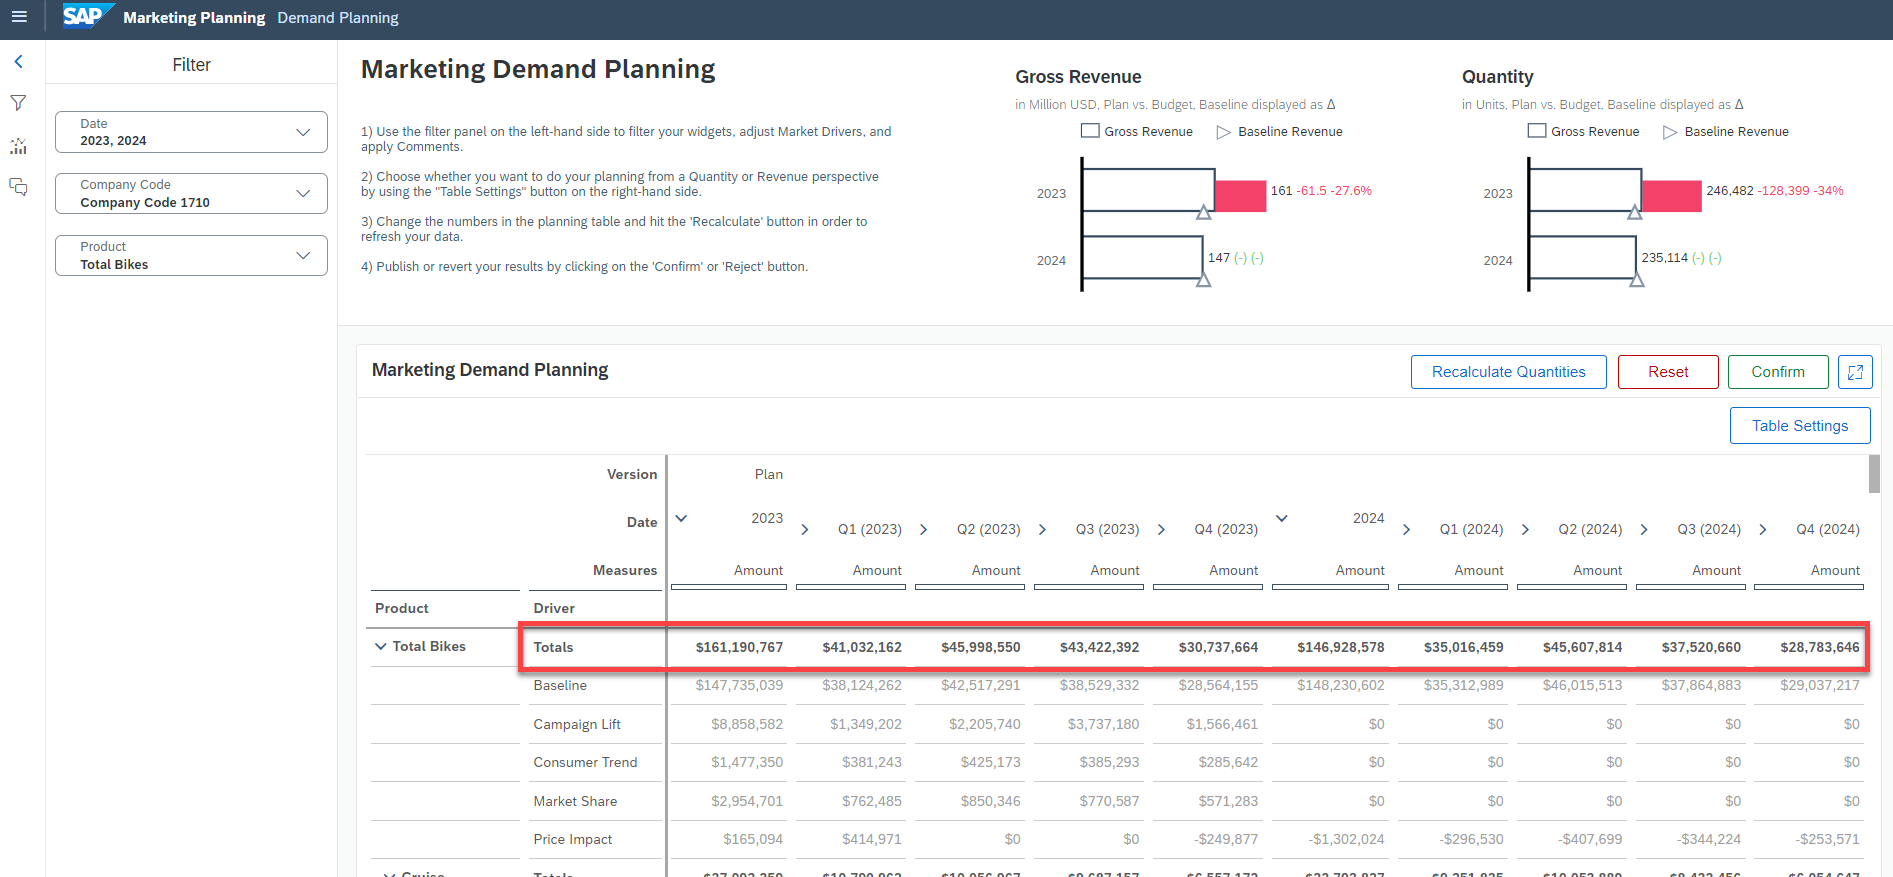 SAP Marketing Planning Demand Planning
Filter
Date
2023, 2024
Company Code
Company Code 1710
Product
Total Bikes
Marketing Demand Planning
1) Use the filter panel on the left-hand side to filter your widgets, adjust Market Drivers, and
apply Comments.
2) Choose whether you want to do your planning from a Quantity or Revenue perspective
by using the "Table Settings" button on the right-hand side.
3) Change the numbers in the planning table and hit the 'Recalculate' button in order to
refresh your data.
4) Publish or revert your results by clicking on the 'Confirm' or 'Reject' button.
Gross Revenue
in Million USD, Plan vs. Budget, Baseline displayed as Δ
Gross Revenue Baseline Revenue
2023 161 -61.5 -27.6%
2024 147 (-) (-)
Quantity
in Units, Plan vs. Budget, Baseline displayed as Δ
Gross Revenue Baseline Revenue
2023 246,482 -128,399 -34%
2024 235,114 (-) (-)
Marketing Demand Planning
Recalculate Quantities Reset Confirm
Table Settings
Version Plan
Date 2023 Q1 (2023) Q2 (2023) Q3 (2023) Q4 (2023) 2024 Q1 (2024) Q2 (2024) Q3 (2024) Q4 (2024)
Measures Amount Amount Amount Amount Amount Amount Amount Amount Amount Amount
Product Driver
Total Bikes Totals $161,190,767 $41,032,162 $45,998,550 $43,422,392 $30,737,664 $146,928,578 $35,016,459 $45,607,814 $37,520,660 $28,783,646
Baseline $147,735,039 $38,124,262 $42,517,291 $38,529,332 $28,564,155 $148,230,602 $35,312,989 $46,015,513 $37,864,883 $29,037,217
Campaign Lift $8,858,582 $1,349,202 $2,205,740 $3,737,180 $1,566,461 $0 $0 $0 $0 $0
Consumer Trend $1,477,350 $381,243 $425,173 $385,293 $285,642 $0 $0 $0 $0 $0
Market Share $2,954,701 $762,485 $850,346 $770,587 $571,283 $0 $0 $0 $0 $0
Price Impact $165,094 $414,971 $0 $0 -$249,877 -$1,302,024 -$296,530 -$407,699 -$344,224 -$253,571
Cruise Totals